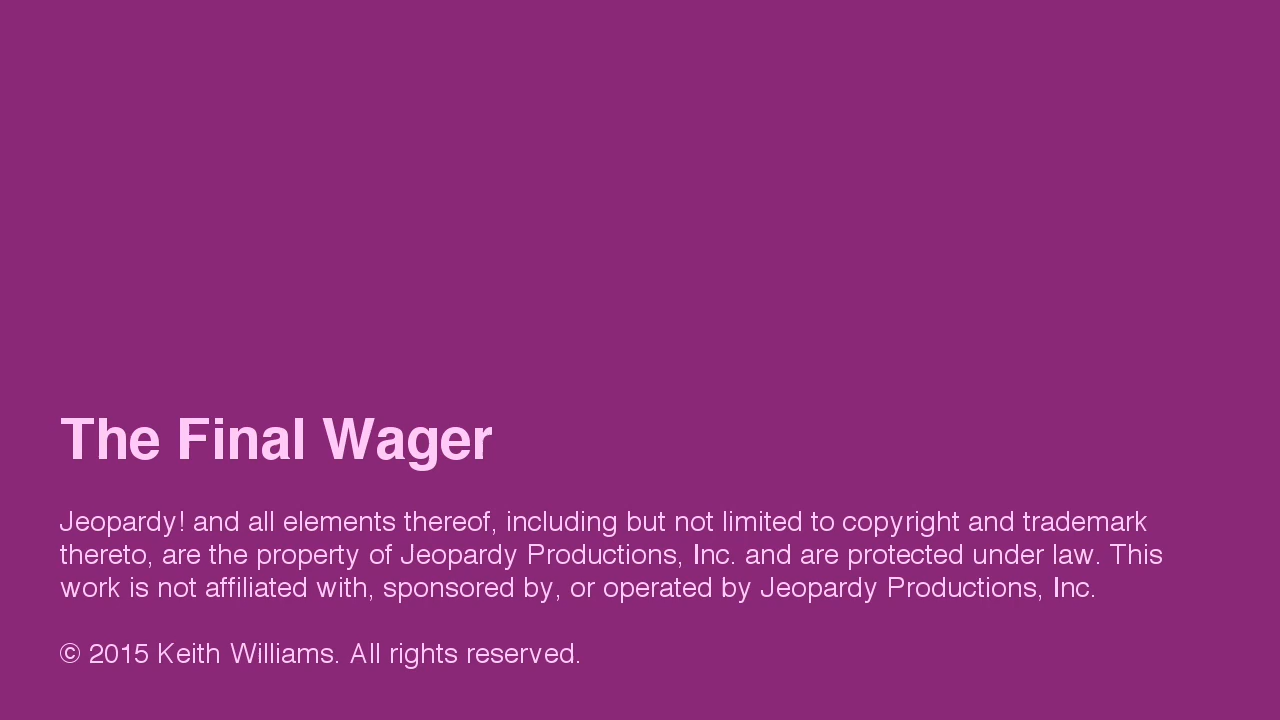 The Final Wager
Jeopardy! and all elements thereof, including but not limited to copyright and trademark
thereto, are the property of Jeopardy Productions, Inc. and are protected under law. This
work is not affiliated with, sponsored by, or operated by Jeopardy Productions, Inc.
© 2015 Keith Williams. All rights reserved.